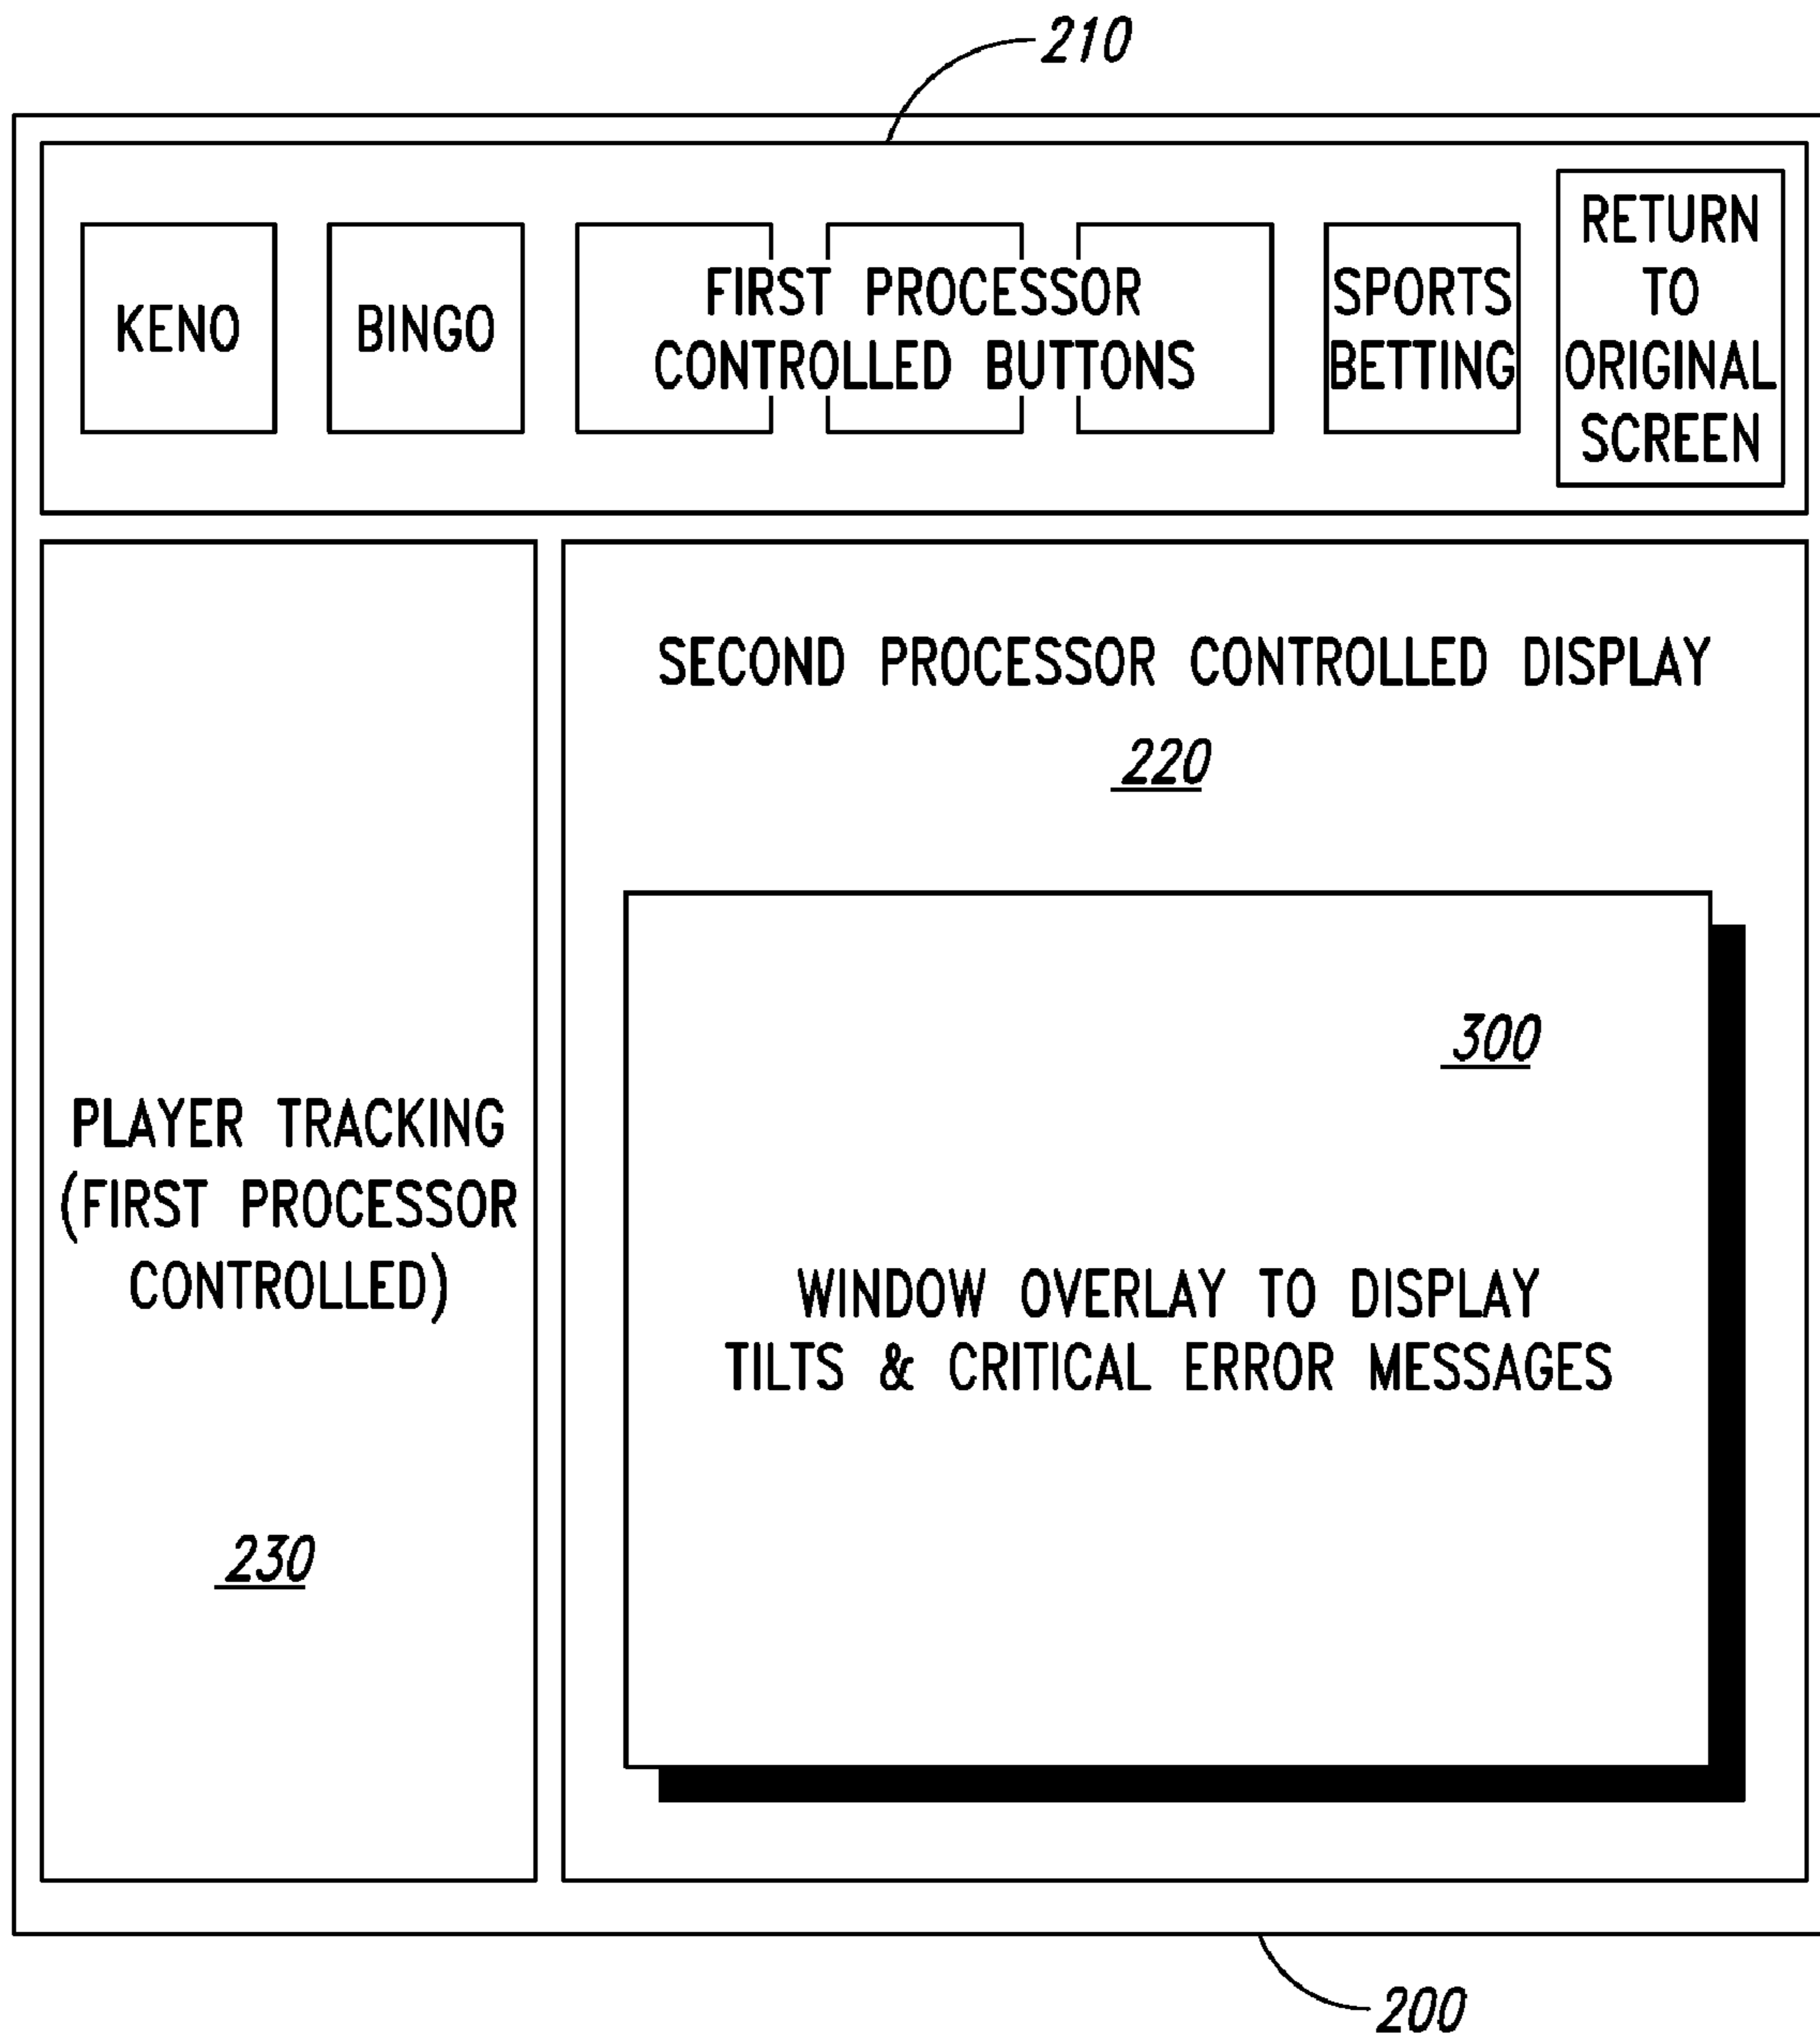 210
KENO
BINGO
FIRST PROCESSOR
CONTROLLED BUTTONS
SPORTS
BETTING
RETURN
TO
ORIGINAL
SCREEN
SECOND PROCESSOR CONTROLLED DISPLAY
220
300
WINDOW OVERLAY TO DISPLAY
TILTS & CRITICAL ERROR MESSAGES
PLAYER TRACKING
(FIRST PROCESSOR
CONTROLLED)
230
200